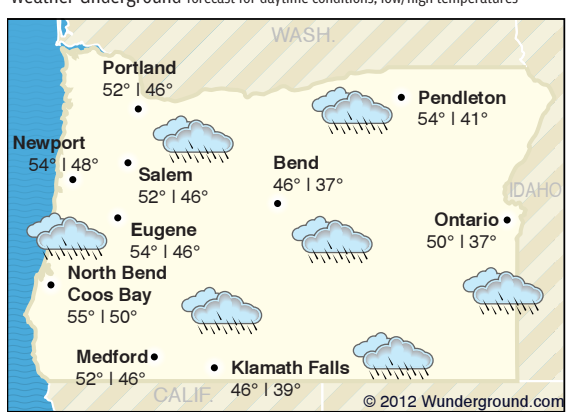 Weather Underground forecast for daytime conditions, low/high temperatures
WASH.
Portland
52° | 46°
Pendleton
54° | 41°
Newport
54° | 48°
Salem
52° | 46°
Bend
46° | 37°
IDAHO
Ontario
50° | 37°
Eugene
54° | 46°
North Bend
Coos Bay
55° | 50°
Medford
52° | 46°
Klamath Falls
46° | 39°
CALIF.
© 2012 Wunderground.com